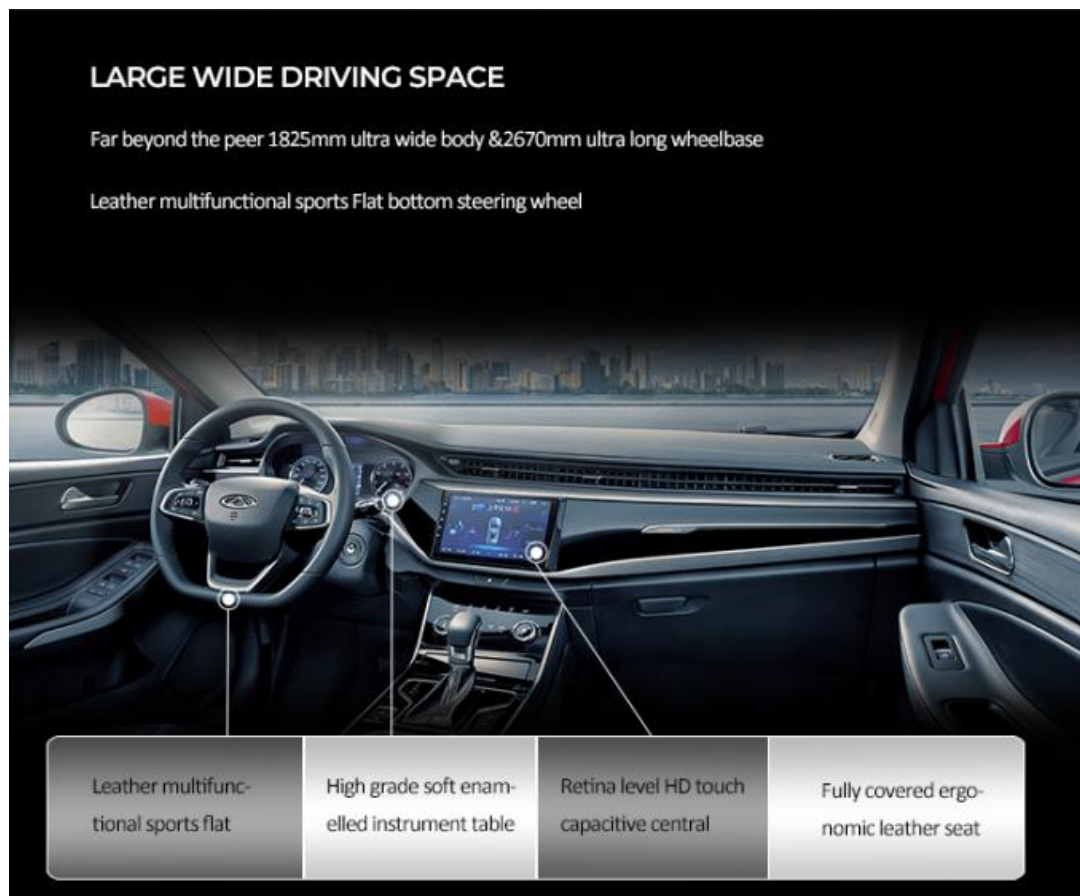 LARGE WIDE DRIVING SPACE
Far beyond the peer 1825mm ultra wide body &2670mm ultra long wheelbase
Leather multifunctional sports Flat bottom steering wheel
Leather multifunc-
tional sports flat
High grade soft enam-
elled instrument table
Retina level HD touch
capacitive central
Fully covered ergo-
nomic leather seat